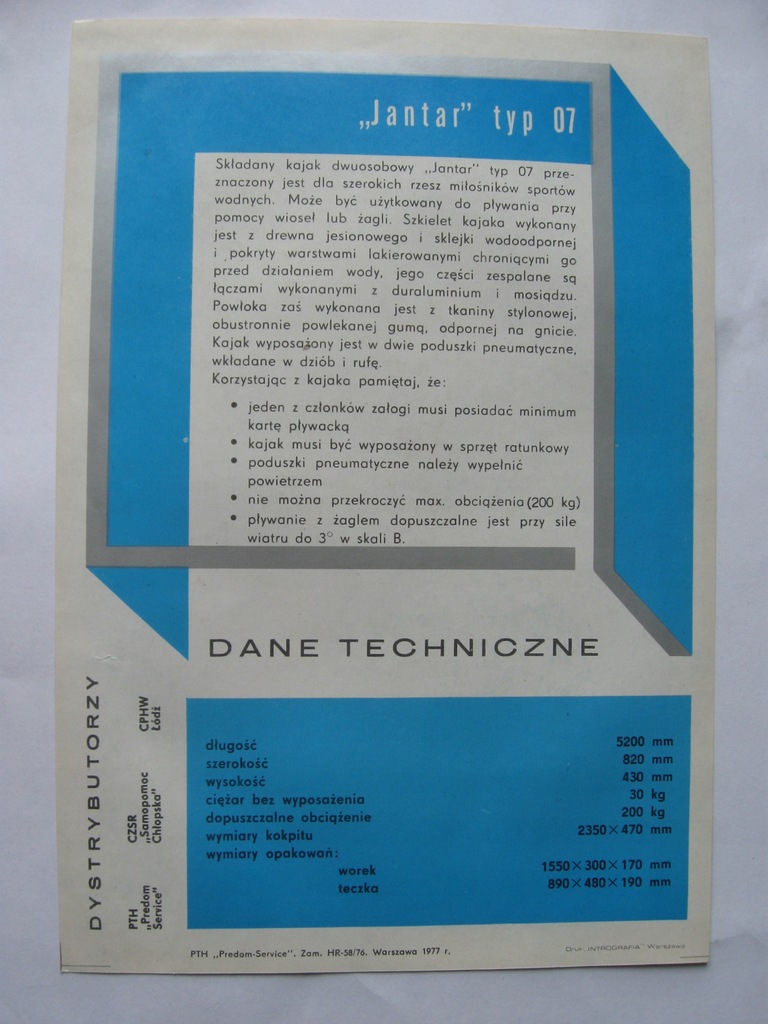 „Jantar” typ 07
Składany kajak dwuosobowy „Jantar” typ 07 prze-
znaczony jest dla szerokich rzesz miłośników sportów
wodnych. Może być użytkowany do pływania przy
pomocy wioseł lub żagli. Szkielet kajaka wykonany
jest z drewna jesionowego i sklejki wodoodpornej
i pokryty warstwami lakierowanymi chroniącymi go
przed działaniem wody, jego części zespalane są
łączami wykonanymi z duraluminium i mosiądzu.
Powłoka zaś wykonana jest z tkaniny stylonowej,
obustronnie powlekanej gumą, odpornej na gnicie.
Kajak wyposażony jest w dwie poduszki pneumatyczne,
wkładane w dziób i rufę.
Korzystając z kajaka pamiętaj, że:
• jeden z członków załogi musi posiadać minimum
kartę pływacką
• kajak musi być wyposażony w sprzęt ratunkowy
• poduszki pneumatyczne należy wypełnić
powietrzem
• nie można przekroczyć max. obciążenia (200 kg)
• pływanie z żaglem dopuszczalne jest przy sile
wiatru do 3° w skali B.
DANE TECHNICZNE
długość 5200 mm
szerokość 820 mm
wysokość 430 mm
ciężar bez wyposażenia 30 kg
dopuszczalne obciążenie 200 kg
wymiary kokpitu 2350×470 mm
wymiary opakowań:
worek 1550×300×170 mm
teczka 890×480×190 mm
DYSTRYBUTORZY
PTH
„Predom
Service”
CZSR
„Samopomoc
Chłopska”
CPHW
Łódź
PTH „Predom-Service”. Zam. HR-58/76. Warszawa 1977 r.
Druk „INTROGRAFIA” Warszawa